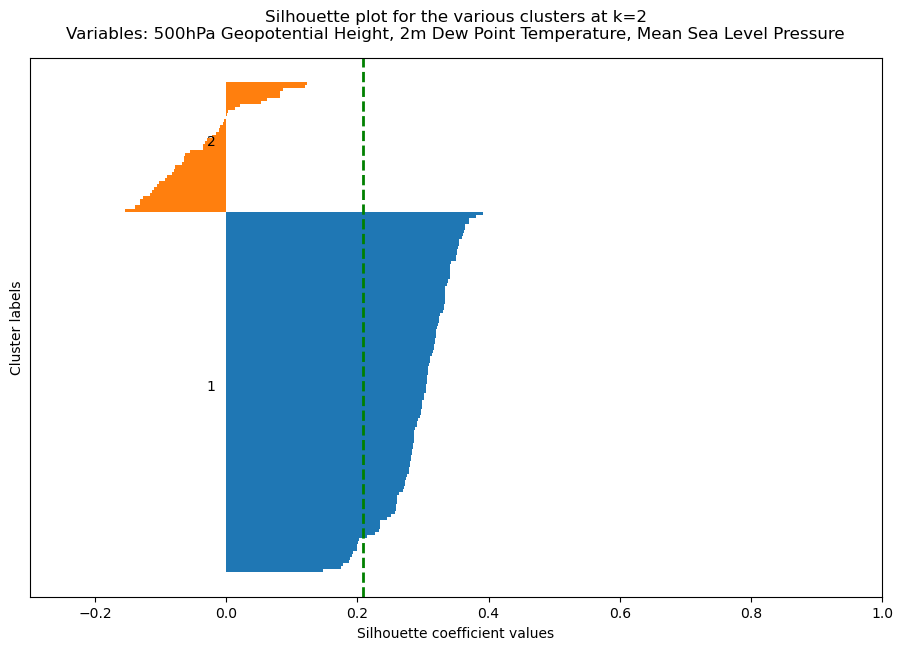 Silhouette plot for the various clusters at k=2
Variables: 500hPa Geopotential Height, 2m Dew Point Temperature, Mean Sea Level Pressure
Cluster labels
2
1
−0.2 0.0 0.2 0.4 0.6 0.8 1.0
Silhouette coefficient values